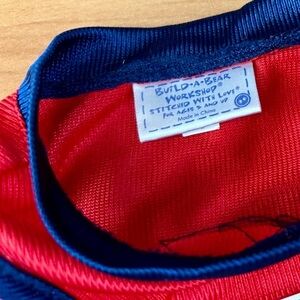 BUILD-A-BEAR
WORKSHOP®
STITCHED WITH LOVE®
FOR AGES 3 AND UP
Made in China